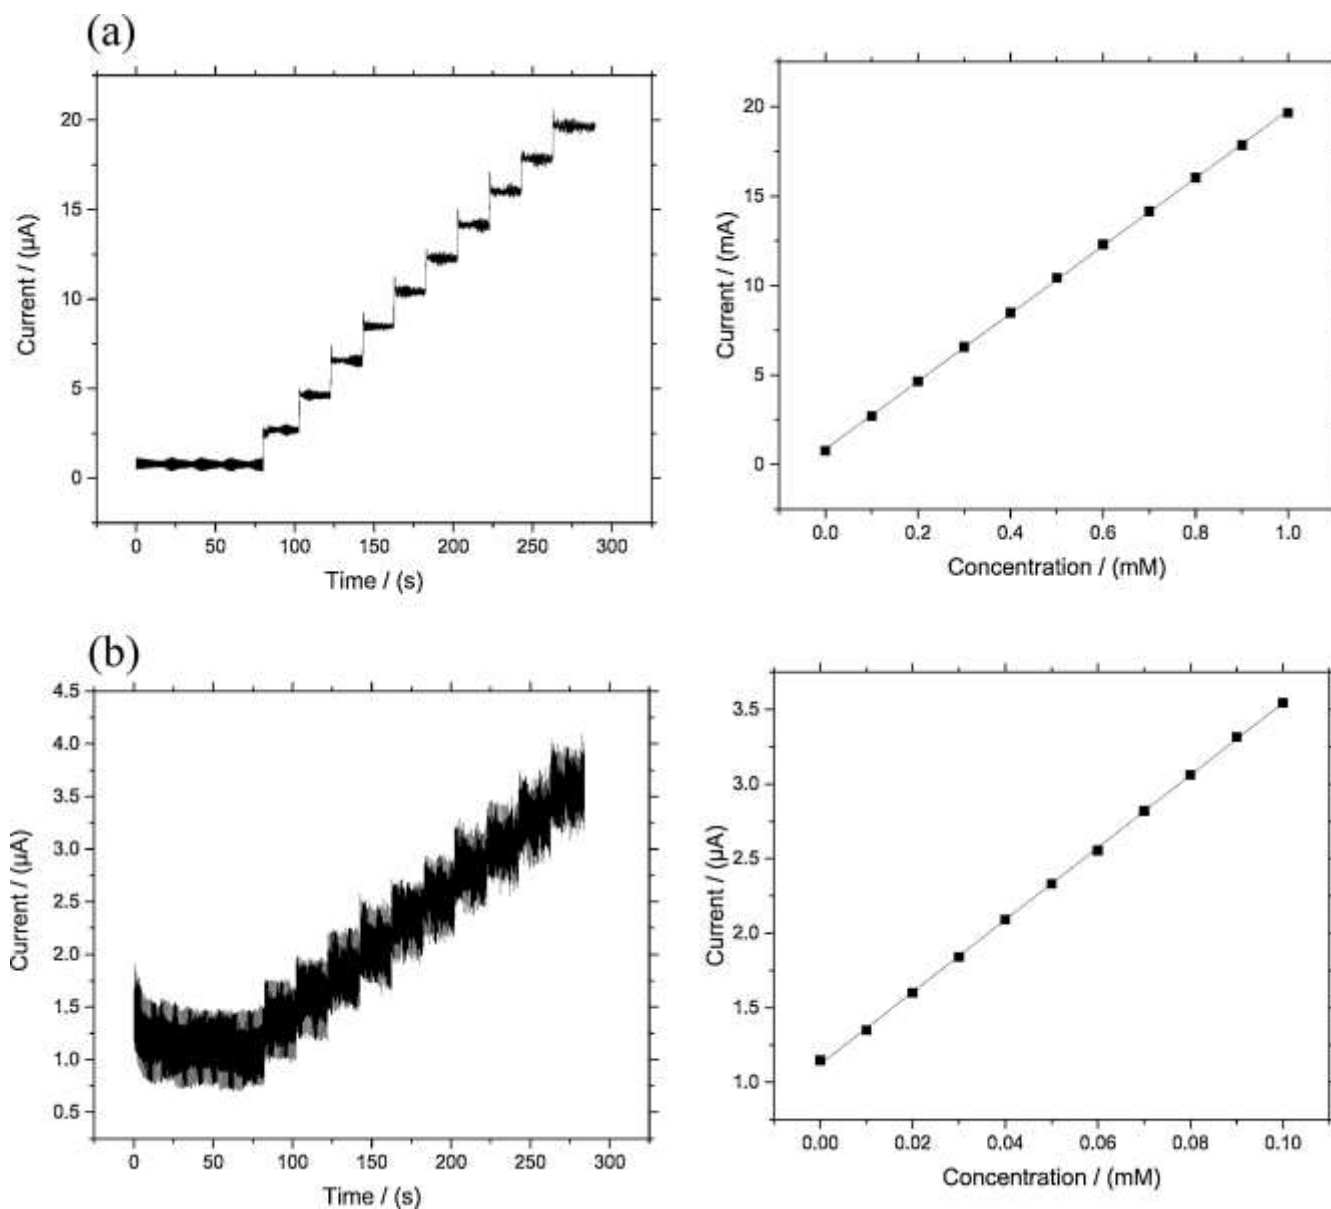 (a)
20
15
10
5
0
Current / (µA)
0 50 100 150 200 250 300
Time / (s)
20
15
10
5
0
Current / (mA)
0.0 0.2 0.4 0.6 0.8 1.0
Concentration / (mM)
(b)
4.5
4.0
3.5
3.0
2.5
2.0
1.5
1.0
0.5
Current / (µA)
0 50 100 150 200 250 300
Time / (s)
3.5
3.0
2.5
2.0
1.5
1.0
Current / (µA)
0.00 0.02 0.04 0.06 0.08 0.10
Concentration / (mM)